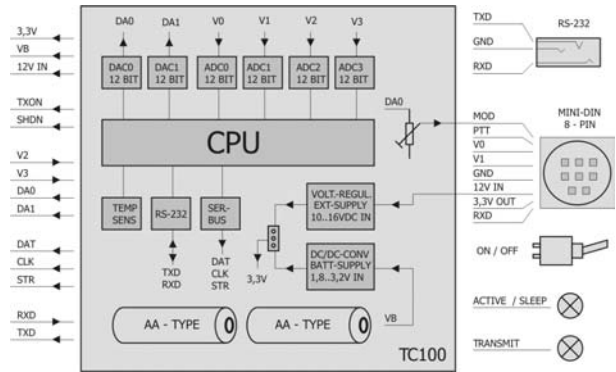 3,3V
VB
12V IN
TXON
SHDN
V2
V3
DA0
DA1
DAT
CLK
STR
RXD
TXD
DA0 DA1 V0 V1 V2 V3
DAC0 DAC1 ADC0 ADC1 ADC2 ADC3
12 BIT 12 BIT 12 BIT 12 BIT 12 BIT 12 BIT
DA0
CPU
TEMP
SENS
RS-232
SER-
BUS
VOLT.-REGUL.
EXT-SUPPLY
10..16VDC IN
DC/DC-CONV
BATT-SUPPLY
1,8..3,2V IN
TXD
RXD
DAT
CLK
STR
3,3V
AA - TYPE
AA - TYPE
VB
TC100
TXD
GND
RXD
RS-232
MOD
PTT
V0
V1
GND
12V IN
3,3V OUT
RXD
MINI-DIN
8 - PIN
ON / OFF
ACTIVE / SLEEP
TRANSMIT